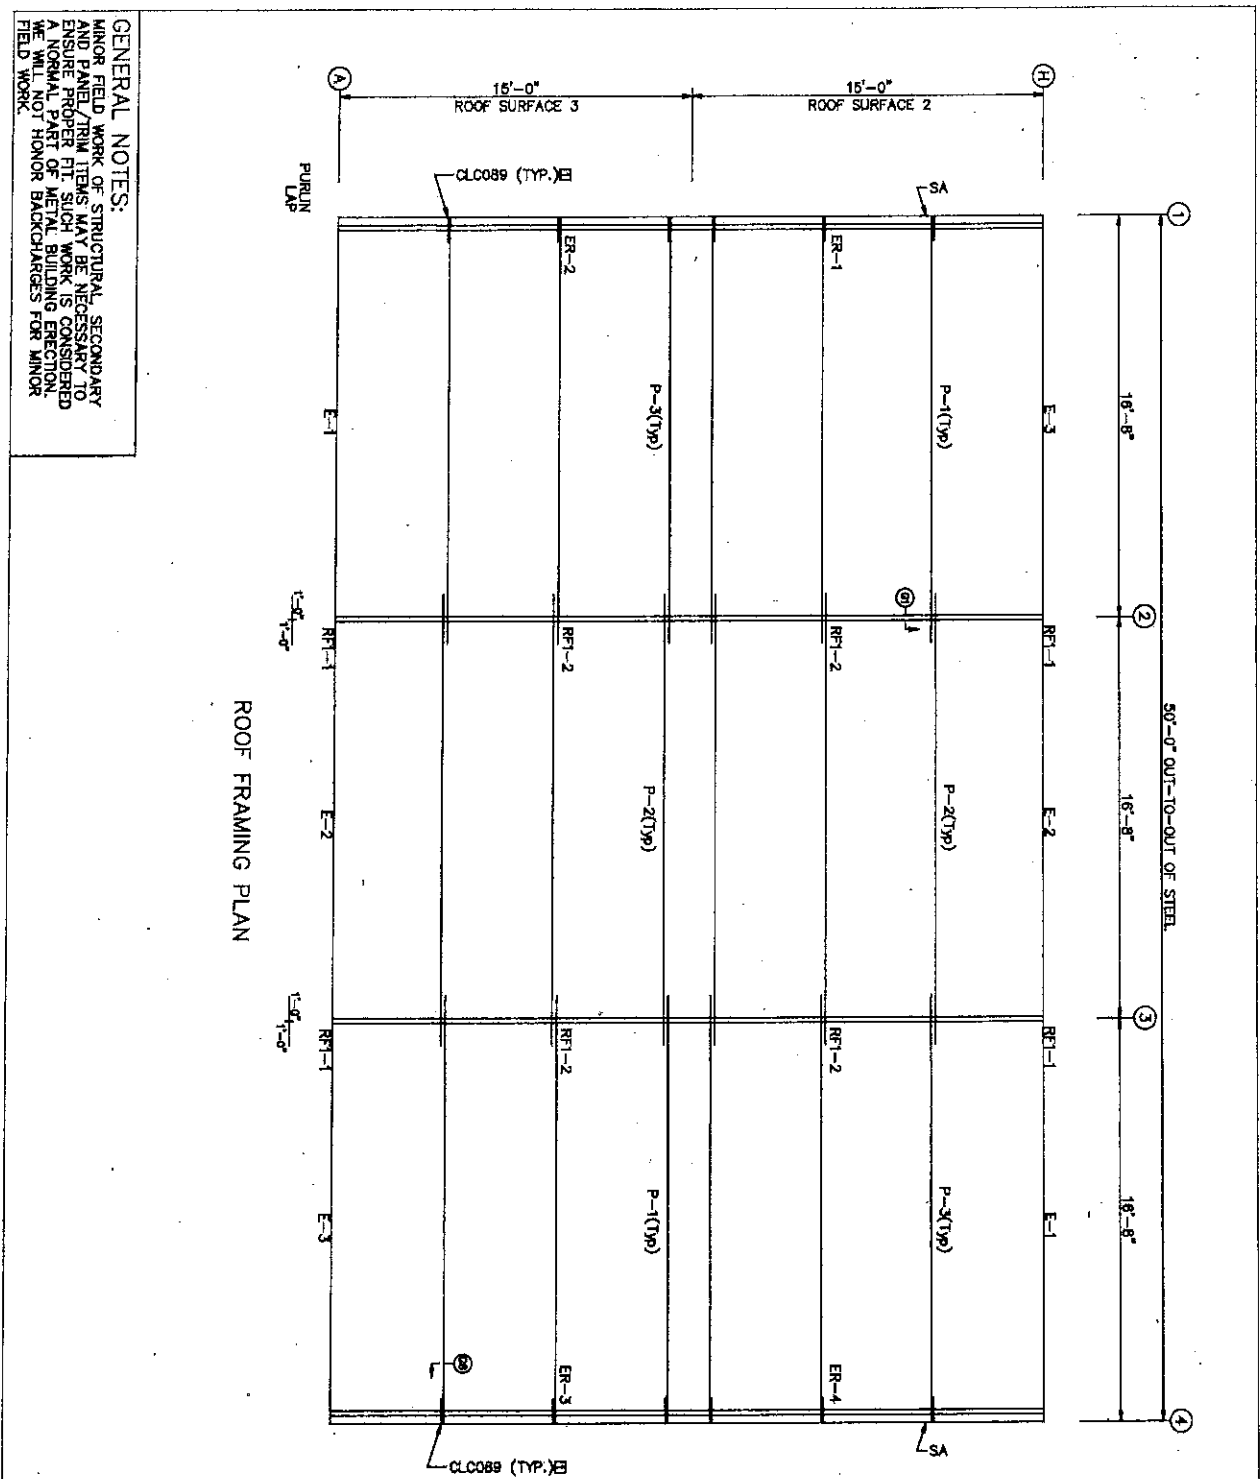 GENERAL NOTES:
MINOR FIELD WORK OF STRUCTURAL, SECONDARY
AND PANEL/TRIM ITEMS MAY BE NECESSARY TO
ENSURE PROPER FIT. SUCH WORK IS CONSIDERED
A NORMAL PART OF METAL BUILDING ERECTION.
WE WILL NOT HONOR BACKCHARGES FOR MINOR
FIELD WORK.
1
2
3
4
50'-0" OUT-TO-OUT OF STEEL
16'-8"
16'-8"
16'-8"
H
15'-0"
ROOF SURFACE 2
15'-0"
ROOF SURFACE 3
A
E-3
RF1-1
E-2
RF1-1
E-1
SA
P-1(Typ)
P-2(Typ)
P-3(Typ)
SA
ER-1
RF1-2
RF1-2
ER-4
P-3(Typ)
P-2(Typ)
P-1(Typ)
ER-2
RF1-2
RF1-2
ER-3
CLC089 (TYP.)
CLC089 (TYP.)
PURLIN
LAP
E-1
RF1-1
E-2
RF1-1
E-3
1'-0"
1'-0"
1'-0"
1'-0"
ROOF FRAMING PLAN